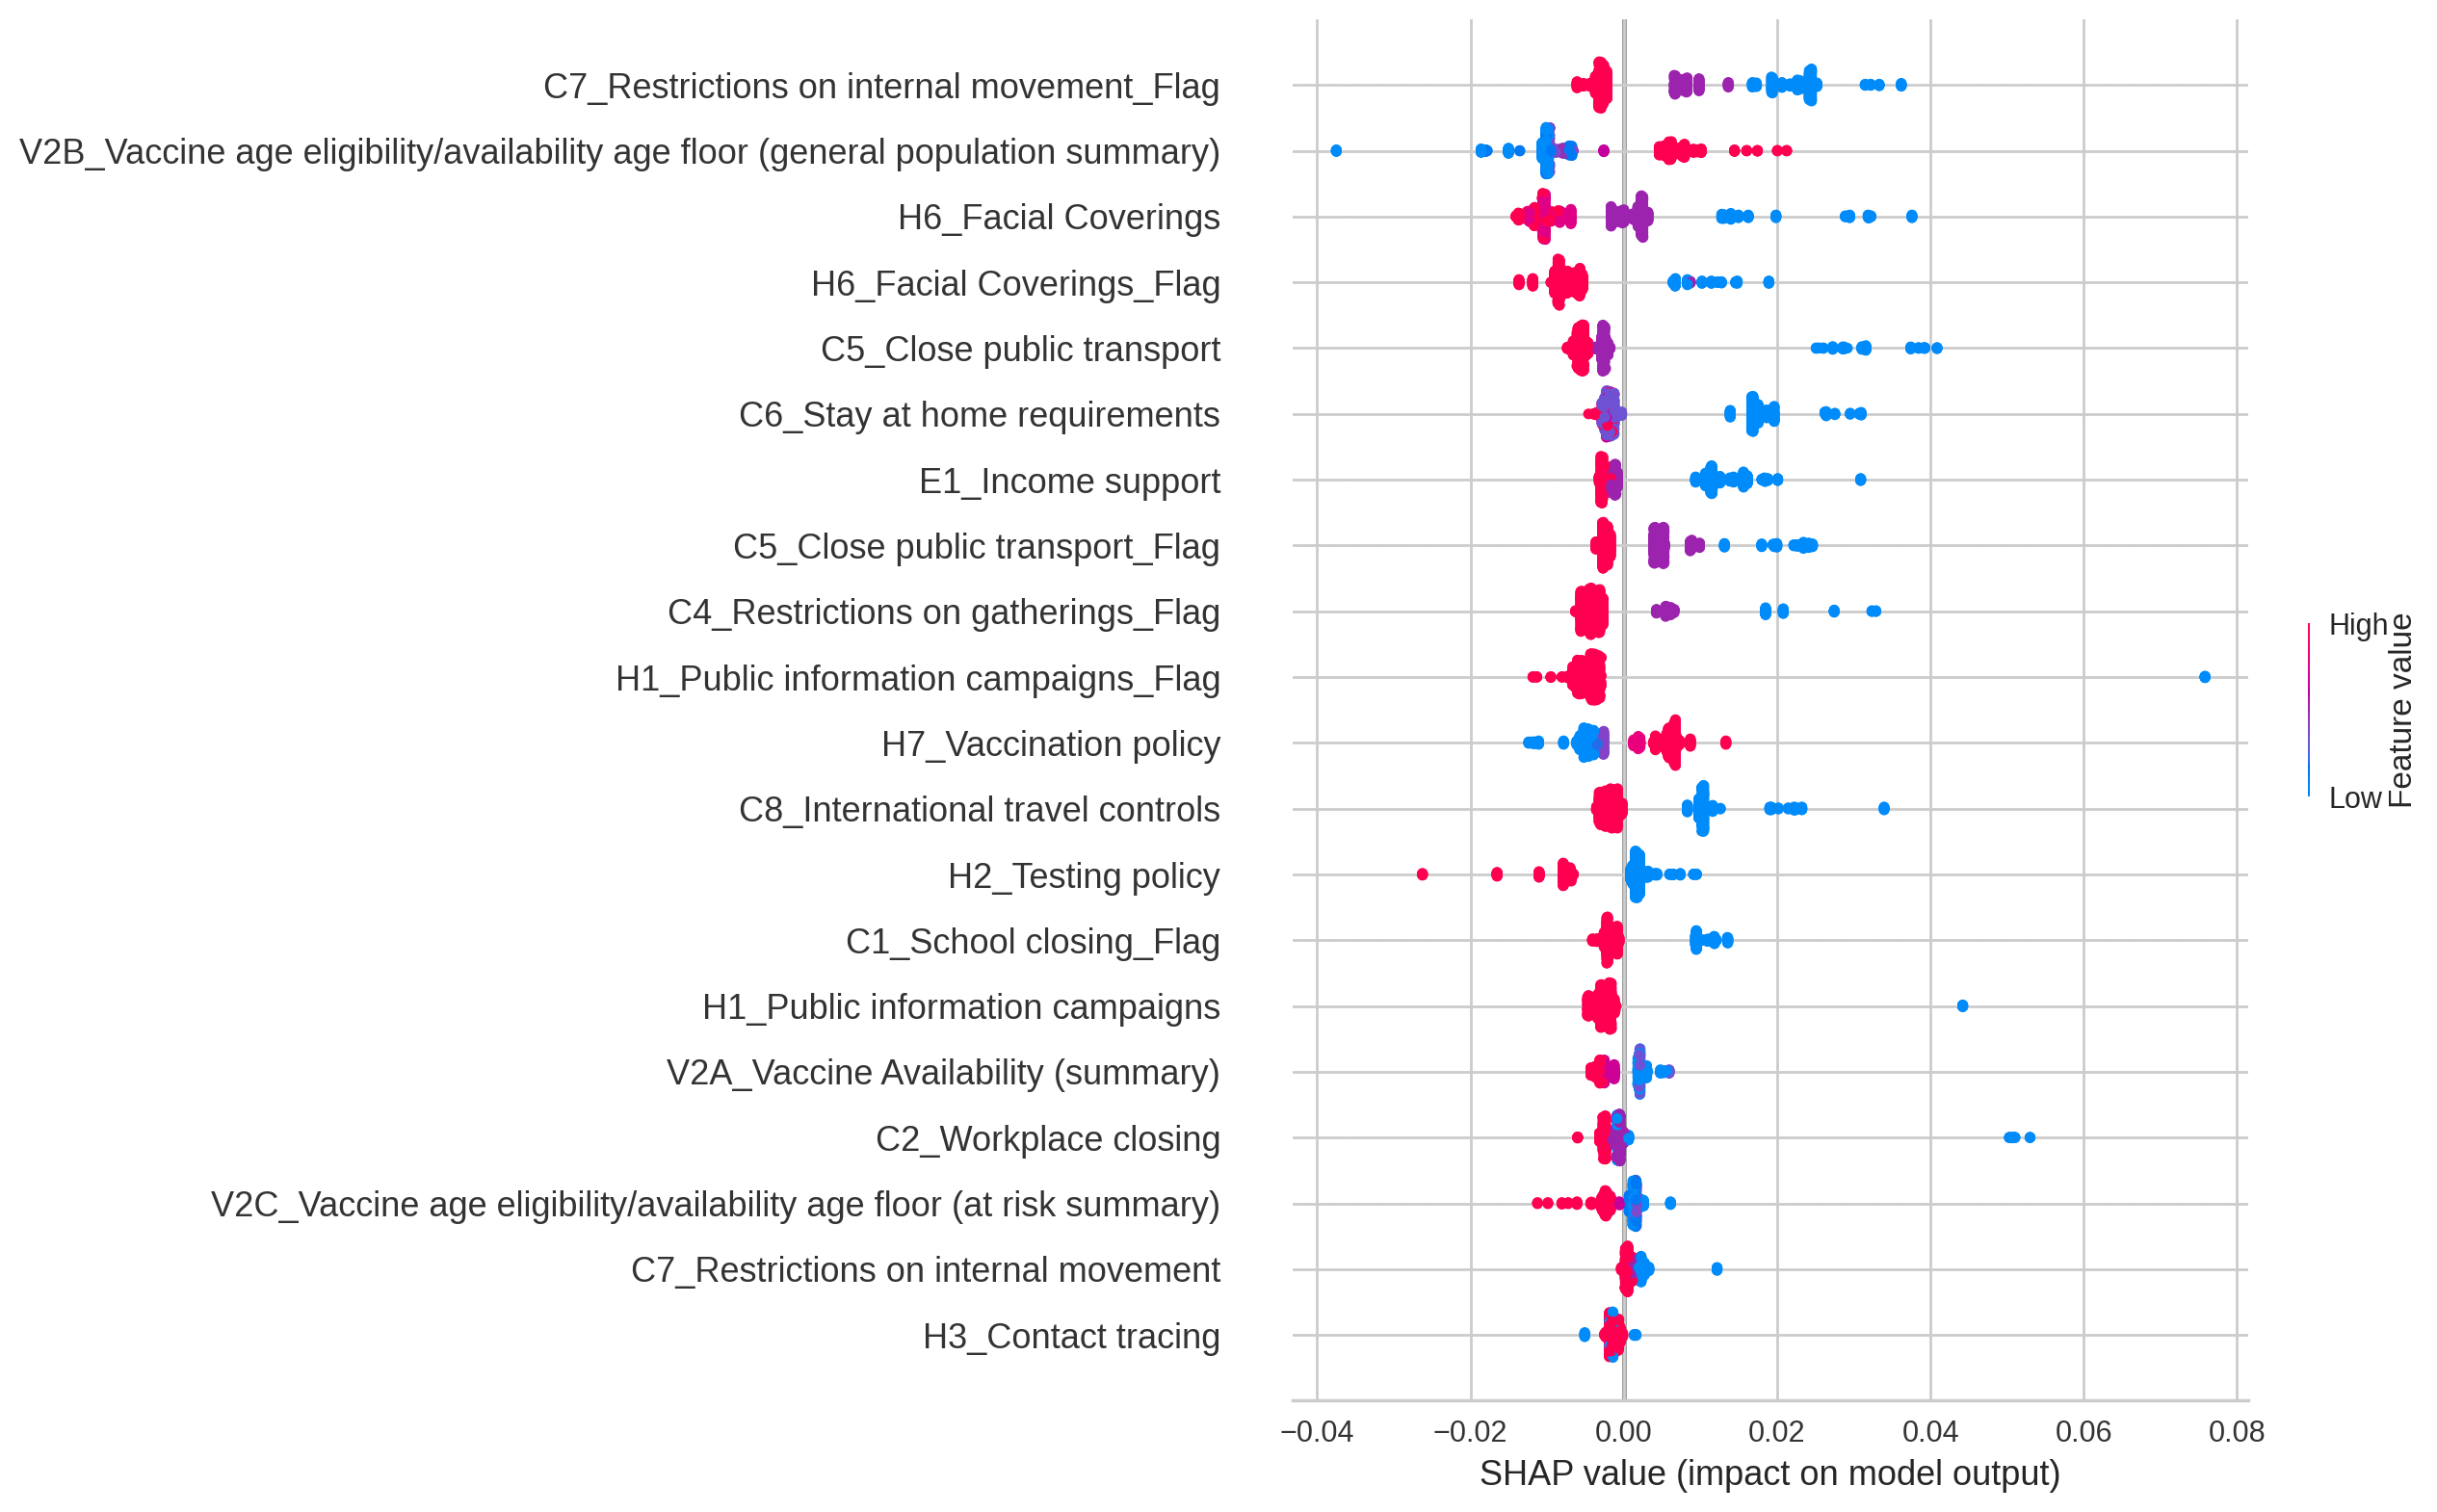 C7_Restrictions on internal movement_Flag
V2B_Vaccine age eligibility/availability age floor (general population summary)
H6_Facial Coverings
H6_Facial Coverings_Flag
C5_Close public transport
C6_Stay at home requirements
E1_Income support
C5_Close public transport_Flag
C4_Restrictions on gatherings_Flag
H1_Public information campaigns_Flag
H7_Vaccination policy
C8_International travel controls
H2_Testing policy
C1_School closing_Flag
H1_Public information campaigns
V2A_Vaccine Availability (summary)
C2_Workplace closing
V2C_Vaccine age eligibility/availability age floor (at risk summary)
C7_Restrictions on internal movement
H3_Contact tracing
−0.04 −0.02 0.00 0.02 0.04 0.06 0.08
SHAP value (impact on model output)
High
Low
Feature value